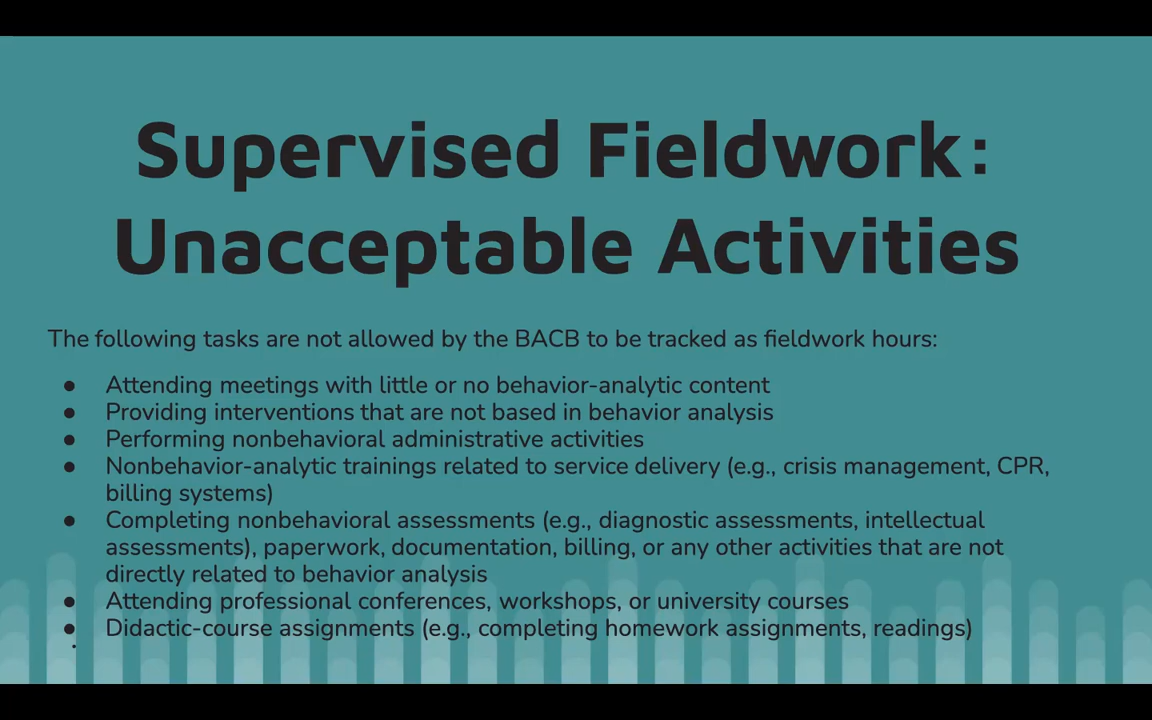 Supervised Fieldwork:
Unacceptable Activities
The following tasks are not allowed by the BACB to be tracked as fieldwork hours:
● Attending meetings with little or no behavior-analytic content
● Providing interventions that are not based in behavior analysis
● Performing nonbehavioral administrative activities
● Nonbehavior-analytic trainings related to service delivery (e.g., crisis management, CPR,
billing systems)
● Completing nonbehavioral assessments (e.g., diagnostic assessments, intellectual
assessments), paperwork, documentation, billing, or any other activities that are not
directly related to behavior analysis
● Attending professional conferences, workshops, or university courses
● Didactic-course assignments (e.g., completing homework assignments, readings)